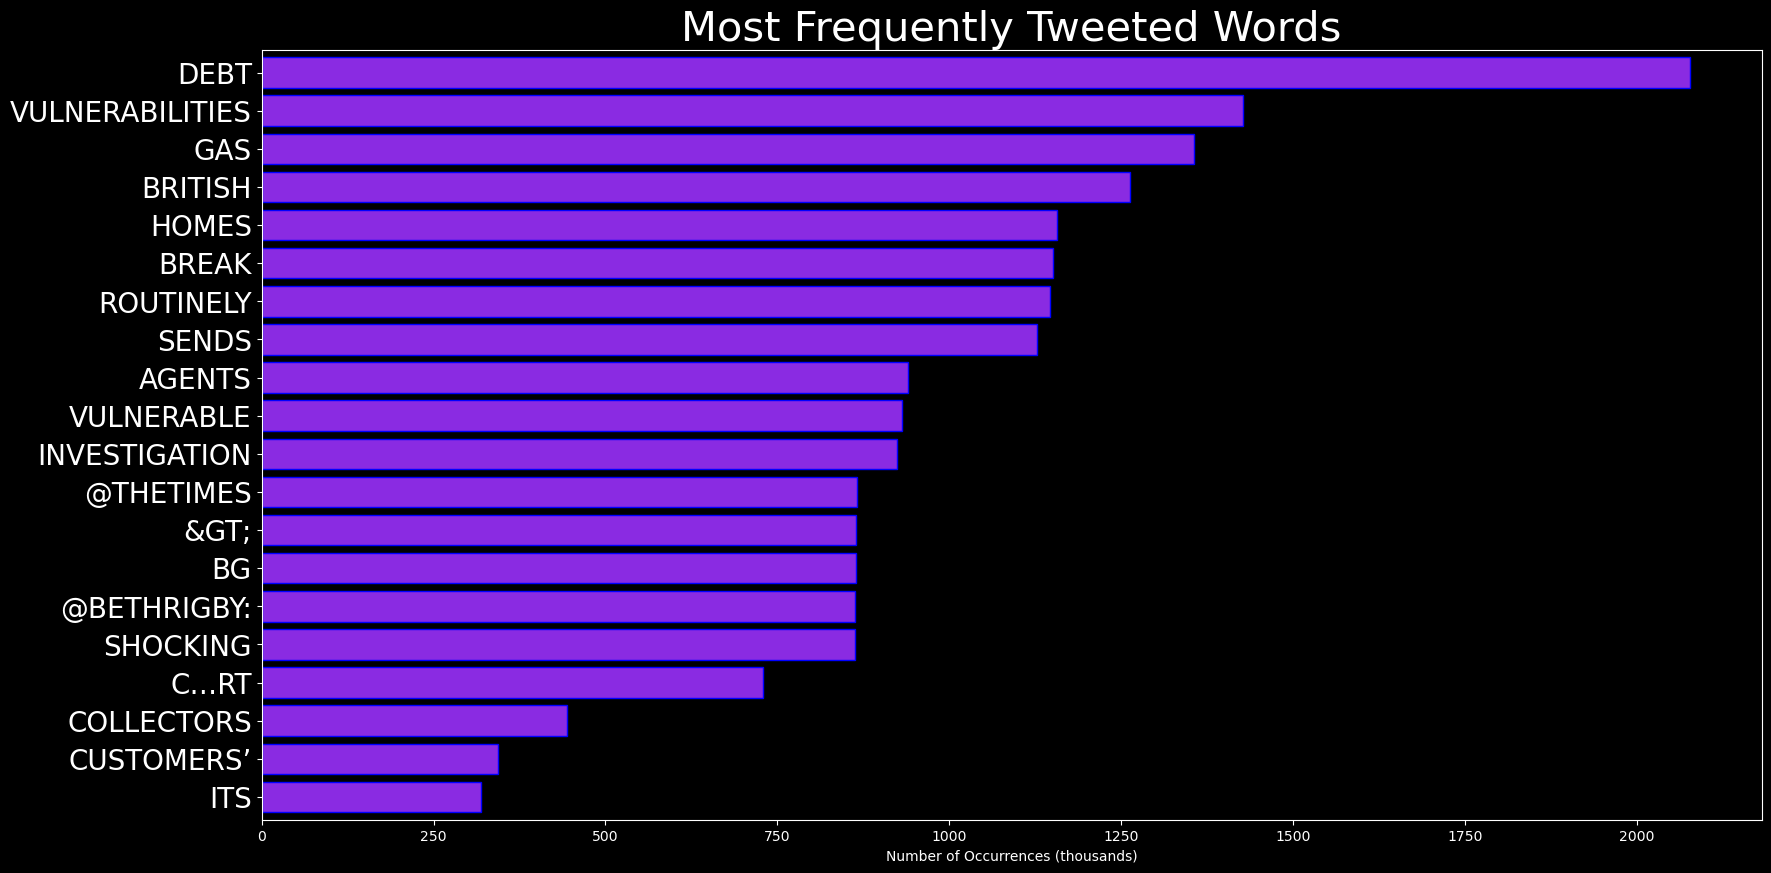 Most Frequently Tweeted Words
DEBT
VULNERABILITIES
GAS
BRITISH
HOMES
BREAK
ROUTINELY
SENDS
AGENTS
VULNERABLE
INVESTIGATION
@THETIMES
&GT;
BG
@BETHRIGBY:
SHOCKING
C…RT
COLLECTORS
CUSTOMERS’
ITS
0 250 500 750 1000 1250 1500 1750 2000
Number of Occurrences (thousands)